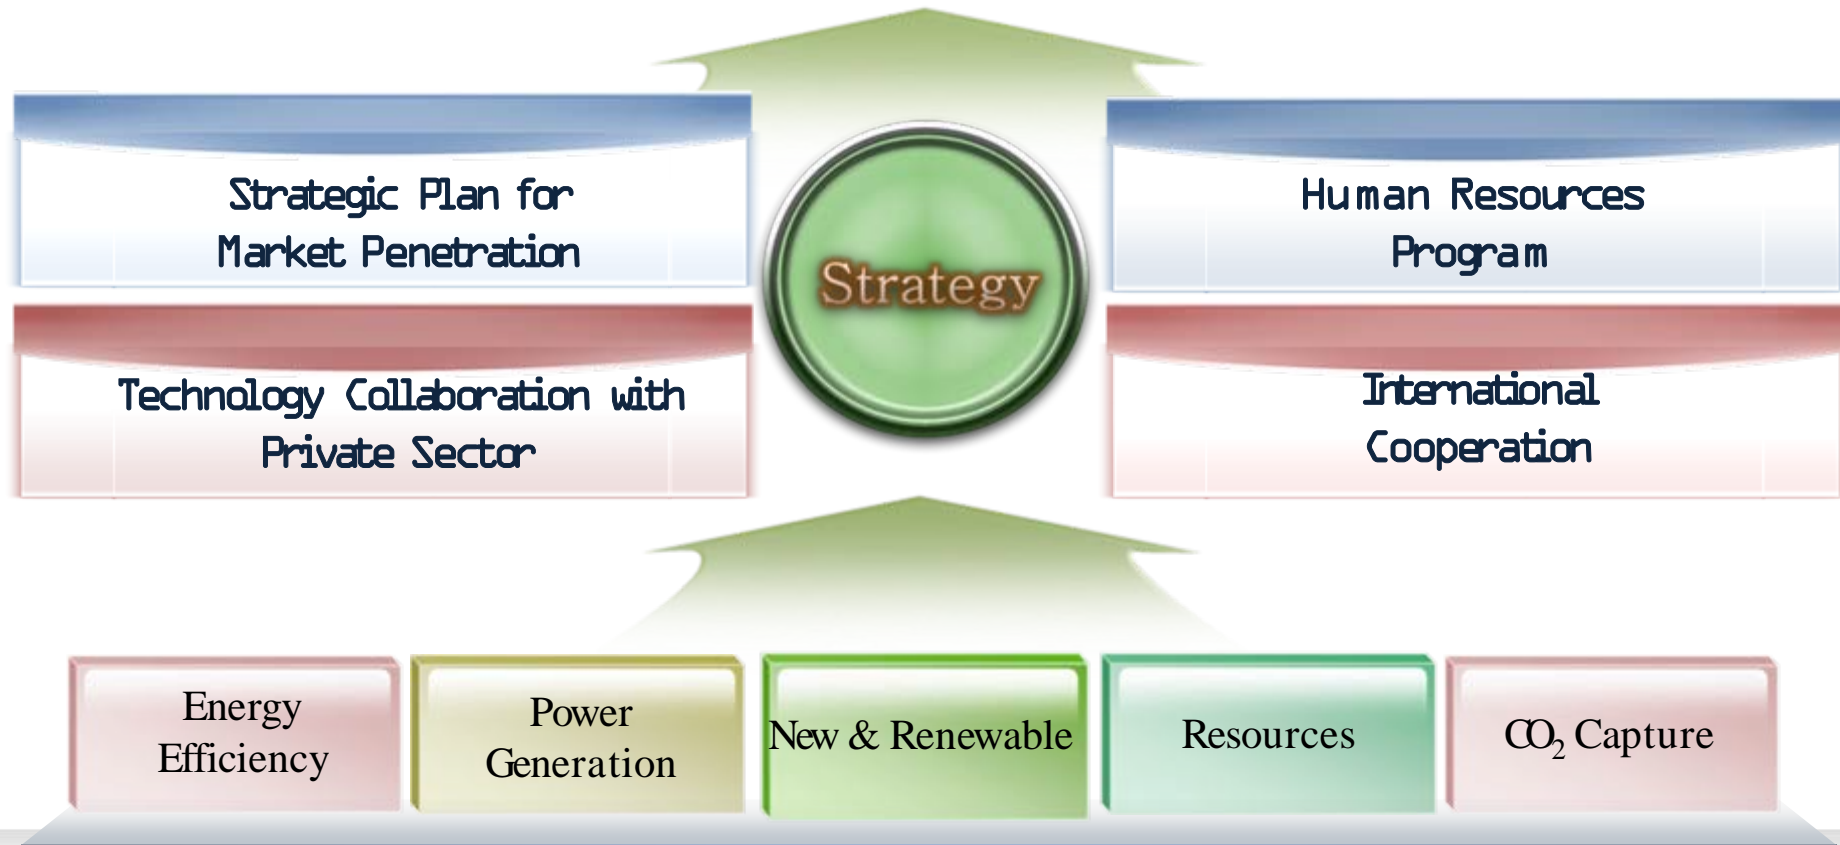 Strategic Plan for
Market Penetration
Human Resources
Program
Strategy
Technology Collaboration with
Private Sector
International
Cooperation
Energy
Efficiency
Power
Generation
New & Renewable
Resources
CO₂ Capture